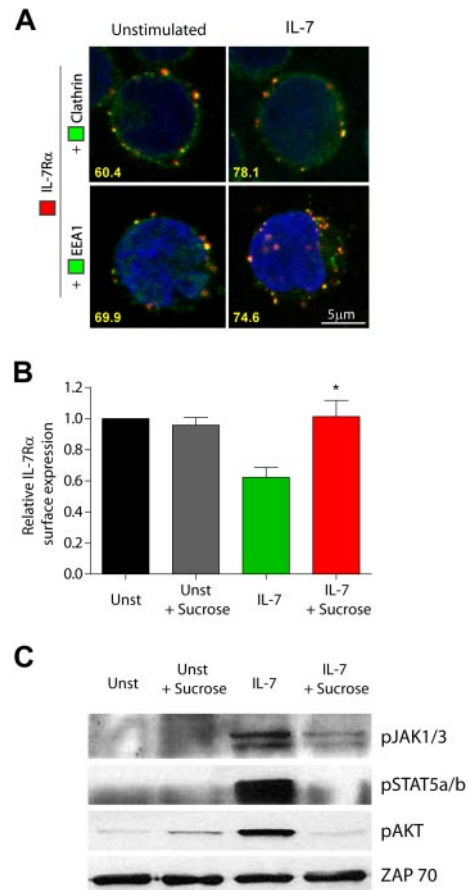 A
Unstimulated IL-7
IL-7Rα
+ Clathrin
+ EEA1
60.4 78.1
69.9 74.6
5µm
B
Relative IL-7Rα
surface expression
1.2
1.0
0.8
0.6
0.4
0.2
0.0
*
Unst
Unst
+ Sucrose
IL-7
IL-7
+ Sucrose
C
Unst
Unst
+ Sucrose
IL-7
IL-7
+ Sucrose
pJAK1/3
pSTAT5a/b
pAKT
ZAP 70